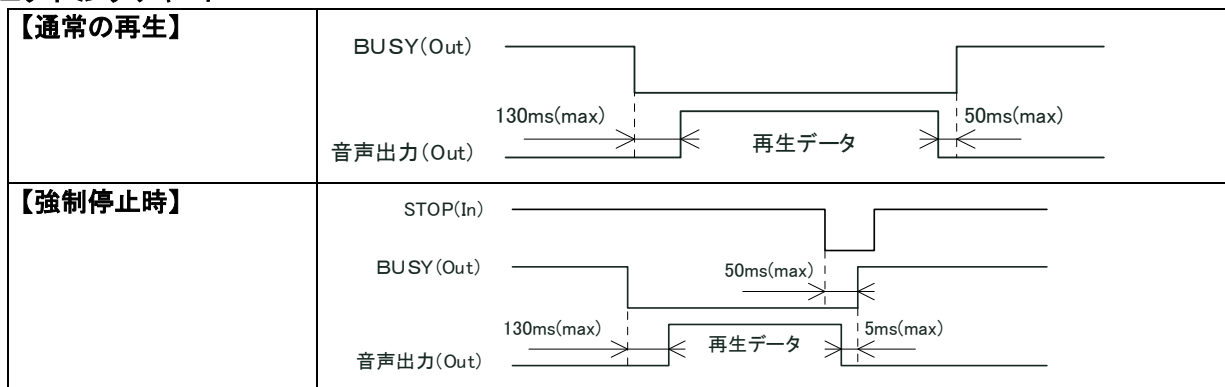 【通常の再生】
BUSY(Out)
130ms(max)
50ms(max)
再生データ
音声出力(Out)
【強制停止時】
STOP(In)
BUSY(Out)
50ms(max)
130ms(max)
5ms(max)
再生データ
音声出力(Out)